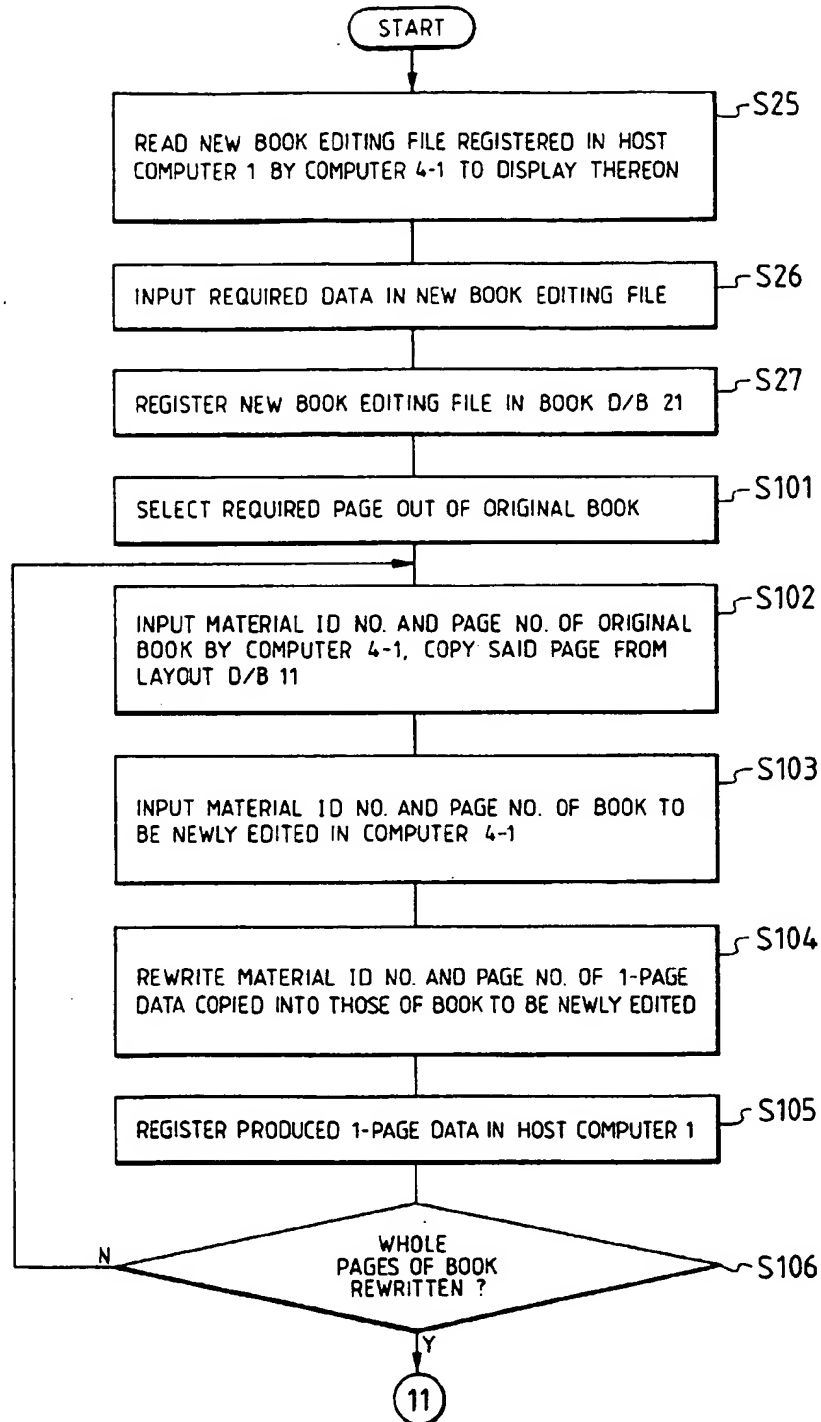 START
S25
READ NEW BOOK EDITING FILE REGISTERED IN HOST
COMPUTER 1 BY COMPUTER 4-1 TO DISPLAY THEREON
S26
INPUT REQUIRED DATA IN NEW BOOK EDITING FILE
S27
REGISTER NEW BOOK EDITING FILE IN BOOK D/B 21
S101
SELECT REQUIRED PAGE OUT OF ORIGINAL BOOK
S102
INPUT MATERIAL ID NO. AND PAGE NO. OF ORIGINAL
BOOK BY COMPUTER 4-1, COPY SAID PAGE FROM
LAYOUT D/B 11
S103
INPUT MATERIAL ID NO. AND PAGE NO. OF BOOK TO
BE NEWLY EDITED IN COMPUTER 4-1
S104
REWRITE MATERIAL ID NO. AND PAGE NO. OF 1-PAGE
DATA COPIED INTO THOSE OF BOOK TO BE NEWLY EDITED
S105
REGISTER PRODUCED 1-PAGE DATA IN HOST COMPUTER 1
N
WHOLE
PAGES OF BOOK
REWRITTEN ?
S106
Y
11